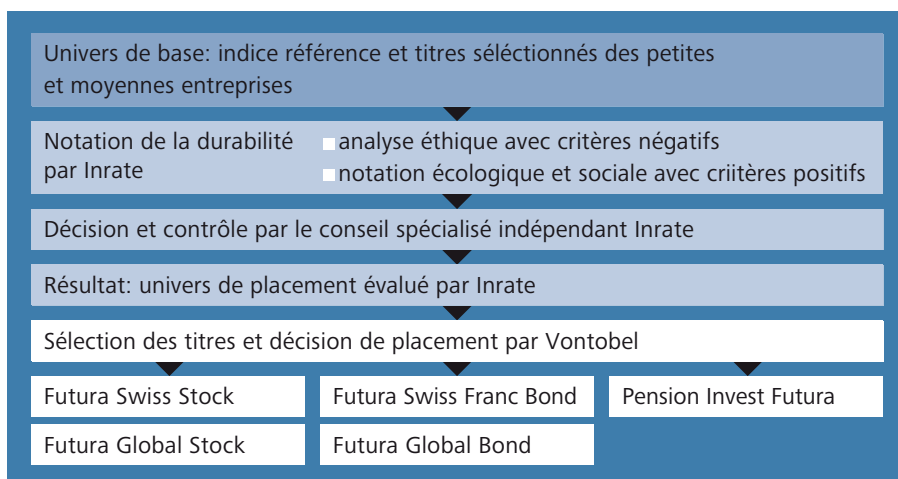 Univers de base: indice référence et titres séléctionnés des petites
et moyennes entreprises
Notation de la durabilité
par Inrate
analyse éthique avec critères négatifs
notation écologique et sociale avec criitères positifs
Décision et contrôle par le conseil spécialisé indépendant Inrate
Résultat: univers de placement évalué par Inrate
Sélection des titres et décision de placement par Vontobel
Futura Swiss Stock
Futura Swiss Franc Bond
Pension Invest Futura
Futura Global Stock
Futura Global Bond